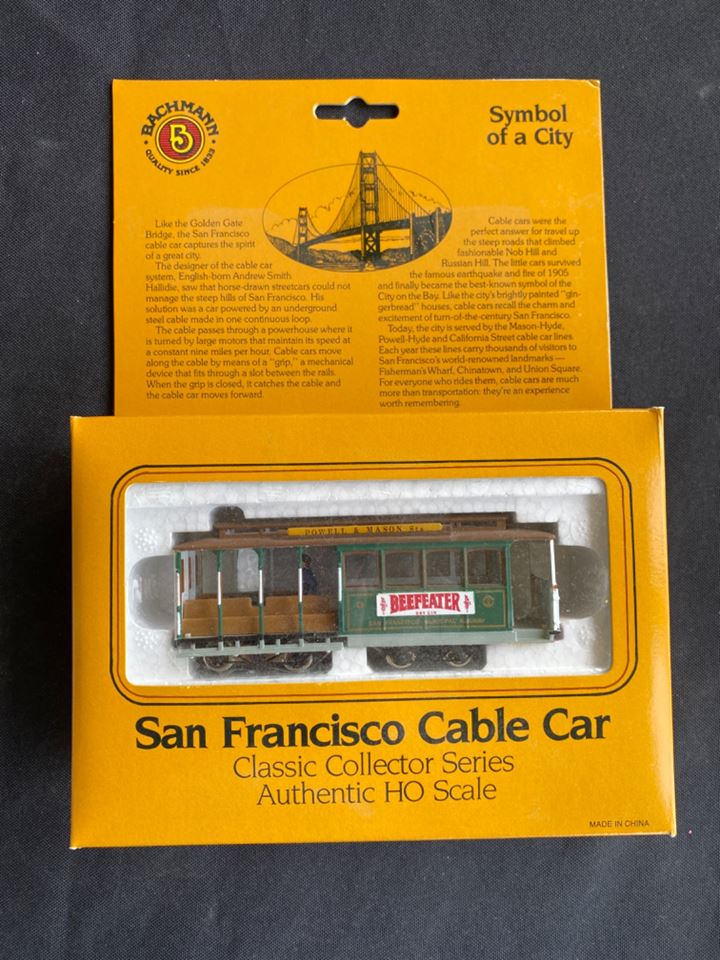 BACHMANN
B
QUALITY SINCE 1833
Symbol
of a City
Like the Golden Gate
Bridge, the San Francisco
cable car captures the spirit
of a great city.
The designer of the cable car
system, English-born Andrew Smith
Hallidie, saw that horse-drawn streetcars could not
manage the steep hills of San Francisco. His
solution was a car powered by an underground
steel cable made in one continuous loop.
The cable passes through a powerhouse where it
is turned by large motors that maintain its speed at
a constant nine miles per hour. Cable cars move
along the cable by means of a "grip," a mechanical
device that fits through a slot between the rails.
When the grip is closed, it catches the cable and
the cable car moves forward.
Cable cars were the
perfect answer for travel up
the steep roads that climbed
fashionable Nob Hill and
Russian Hill. The little cars survived
the famous earthquake and fire of 1905
and finally became the best-known symbol of the
City on the Bay. Like the city's brightly painted "gin-
gerbread" houses, cable cars recall the charm and
excitement of turn-of-the-century San Francisco.
Today, the city is served by the Mason-Hyde,
Powell-Hyde and California Street cable car lines.
Each year these lines carry thousands of visitors to
San Francisco's world-renowned landmarks —
Fisherman's Wharf, Chinatown, and Union Square.
For everyone who rides them, cable cars are much
more than transportation: they're an experience
worth remembering.
POWELL & MASON Sts
BEEFEATER
DRY GIN
SAN FRANCISCO MUNICIPAL RAILWAY
San Francisco Cable Car
Classic Collector Series
Authentic HO Scale
MADE IN CHINA